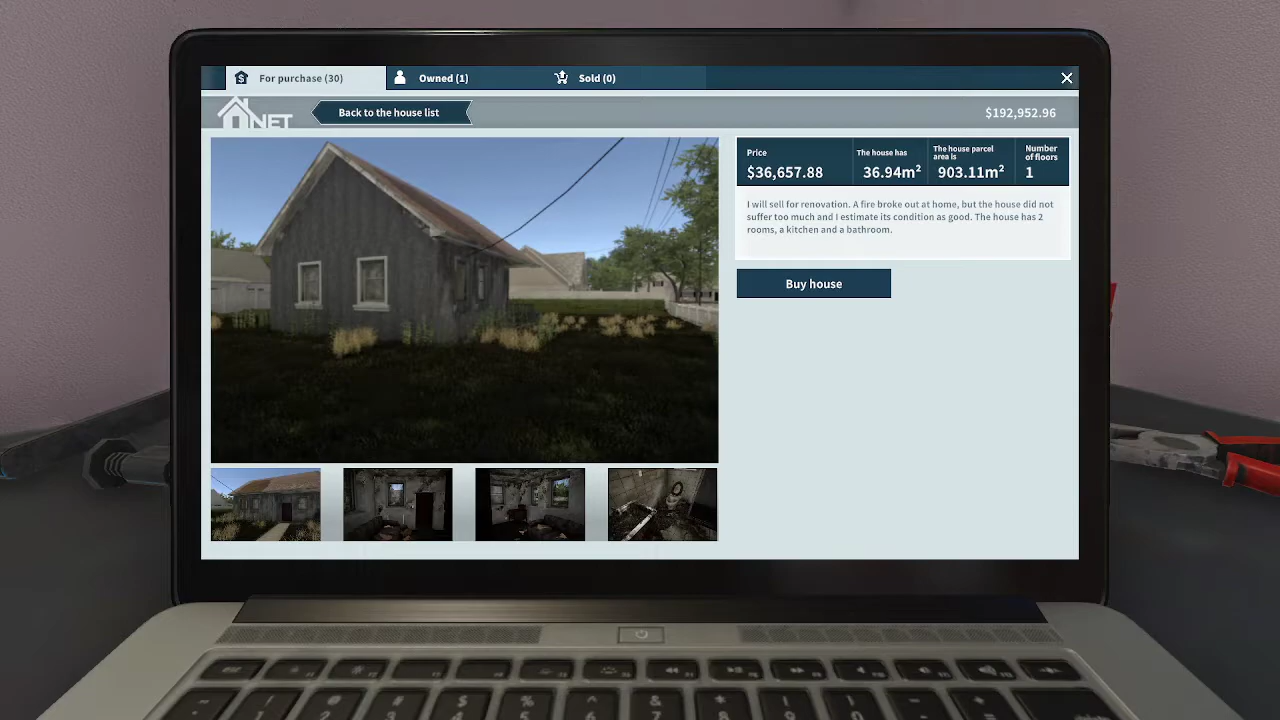 For purchase (30)
Owned (1)
Sold (0)
NET
Back to the house list
$192,952.96
Price
$36,657.88
The house has
36.94m²
The house parcel
area is
903.11m²
Number
of floors
1
I will sell for renovation. A fire broke out at home, but the house did not
suffer too much and I estimate its condition as good. The house has 2
rooms, a kitchen and a bathroom.
Buy house